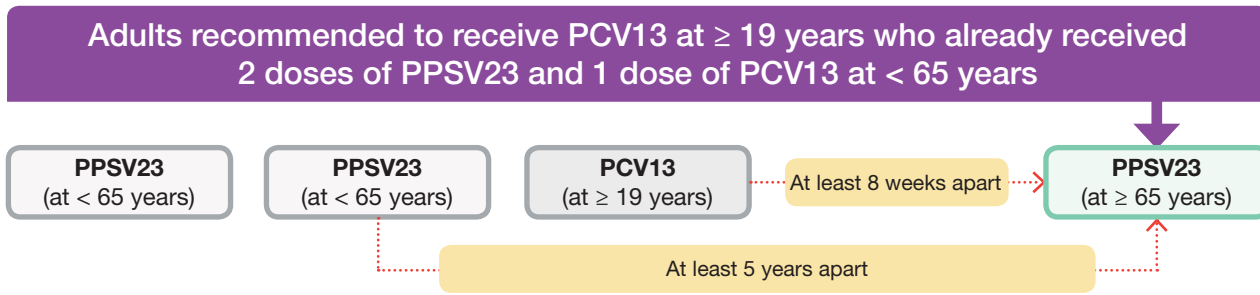 Adults recommended to receive PCV13 at ≥ 19 years who already received
2 doses of PPSV23 and 1 dose of PCV13 at < 65 years
PPSV23
(at < 65 years)
PPSV23
(at < 65 years)
PCV13
(at ≥ 19 years)
At least 8 weeks apart
PPSV23
(at ≥ 65 years)
At least 5 years apart